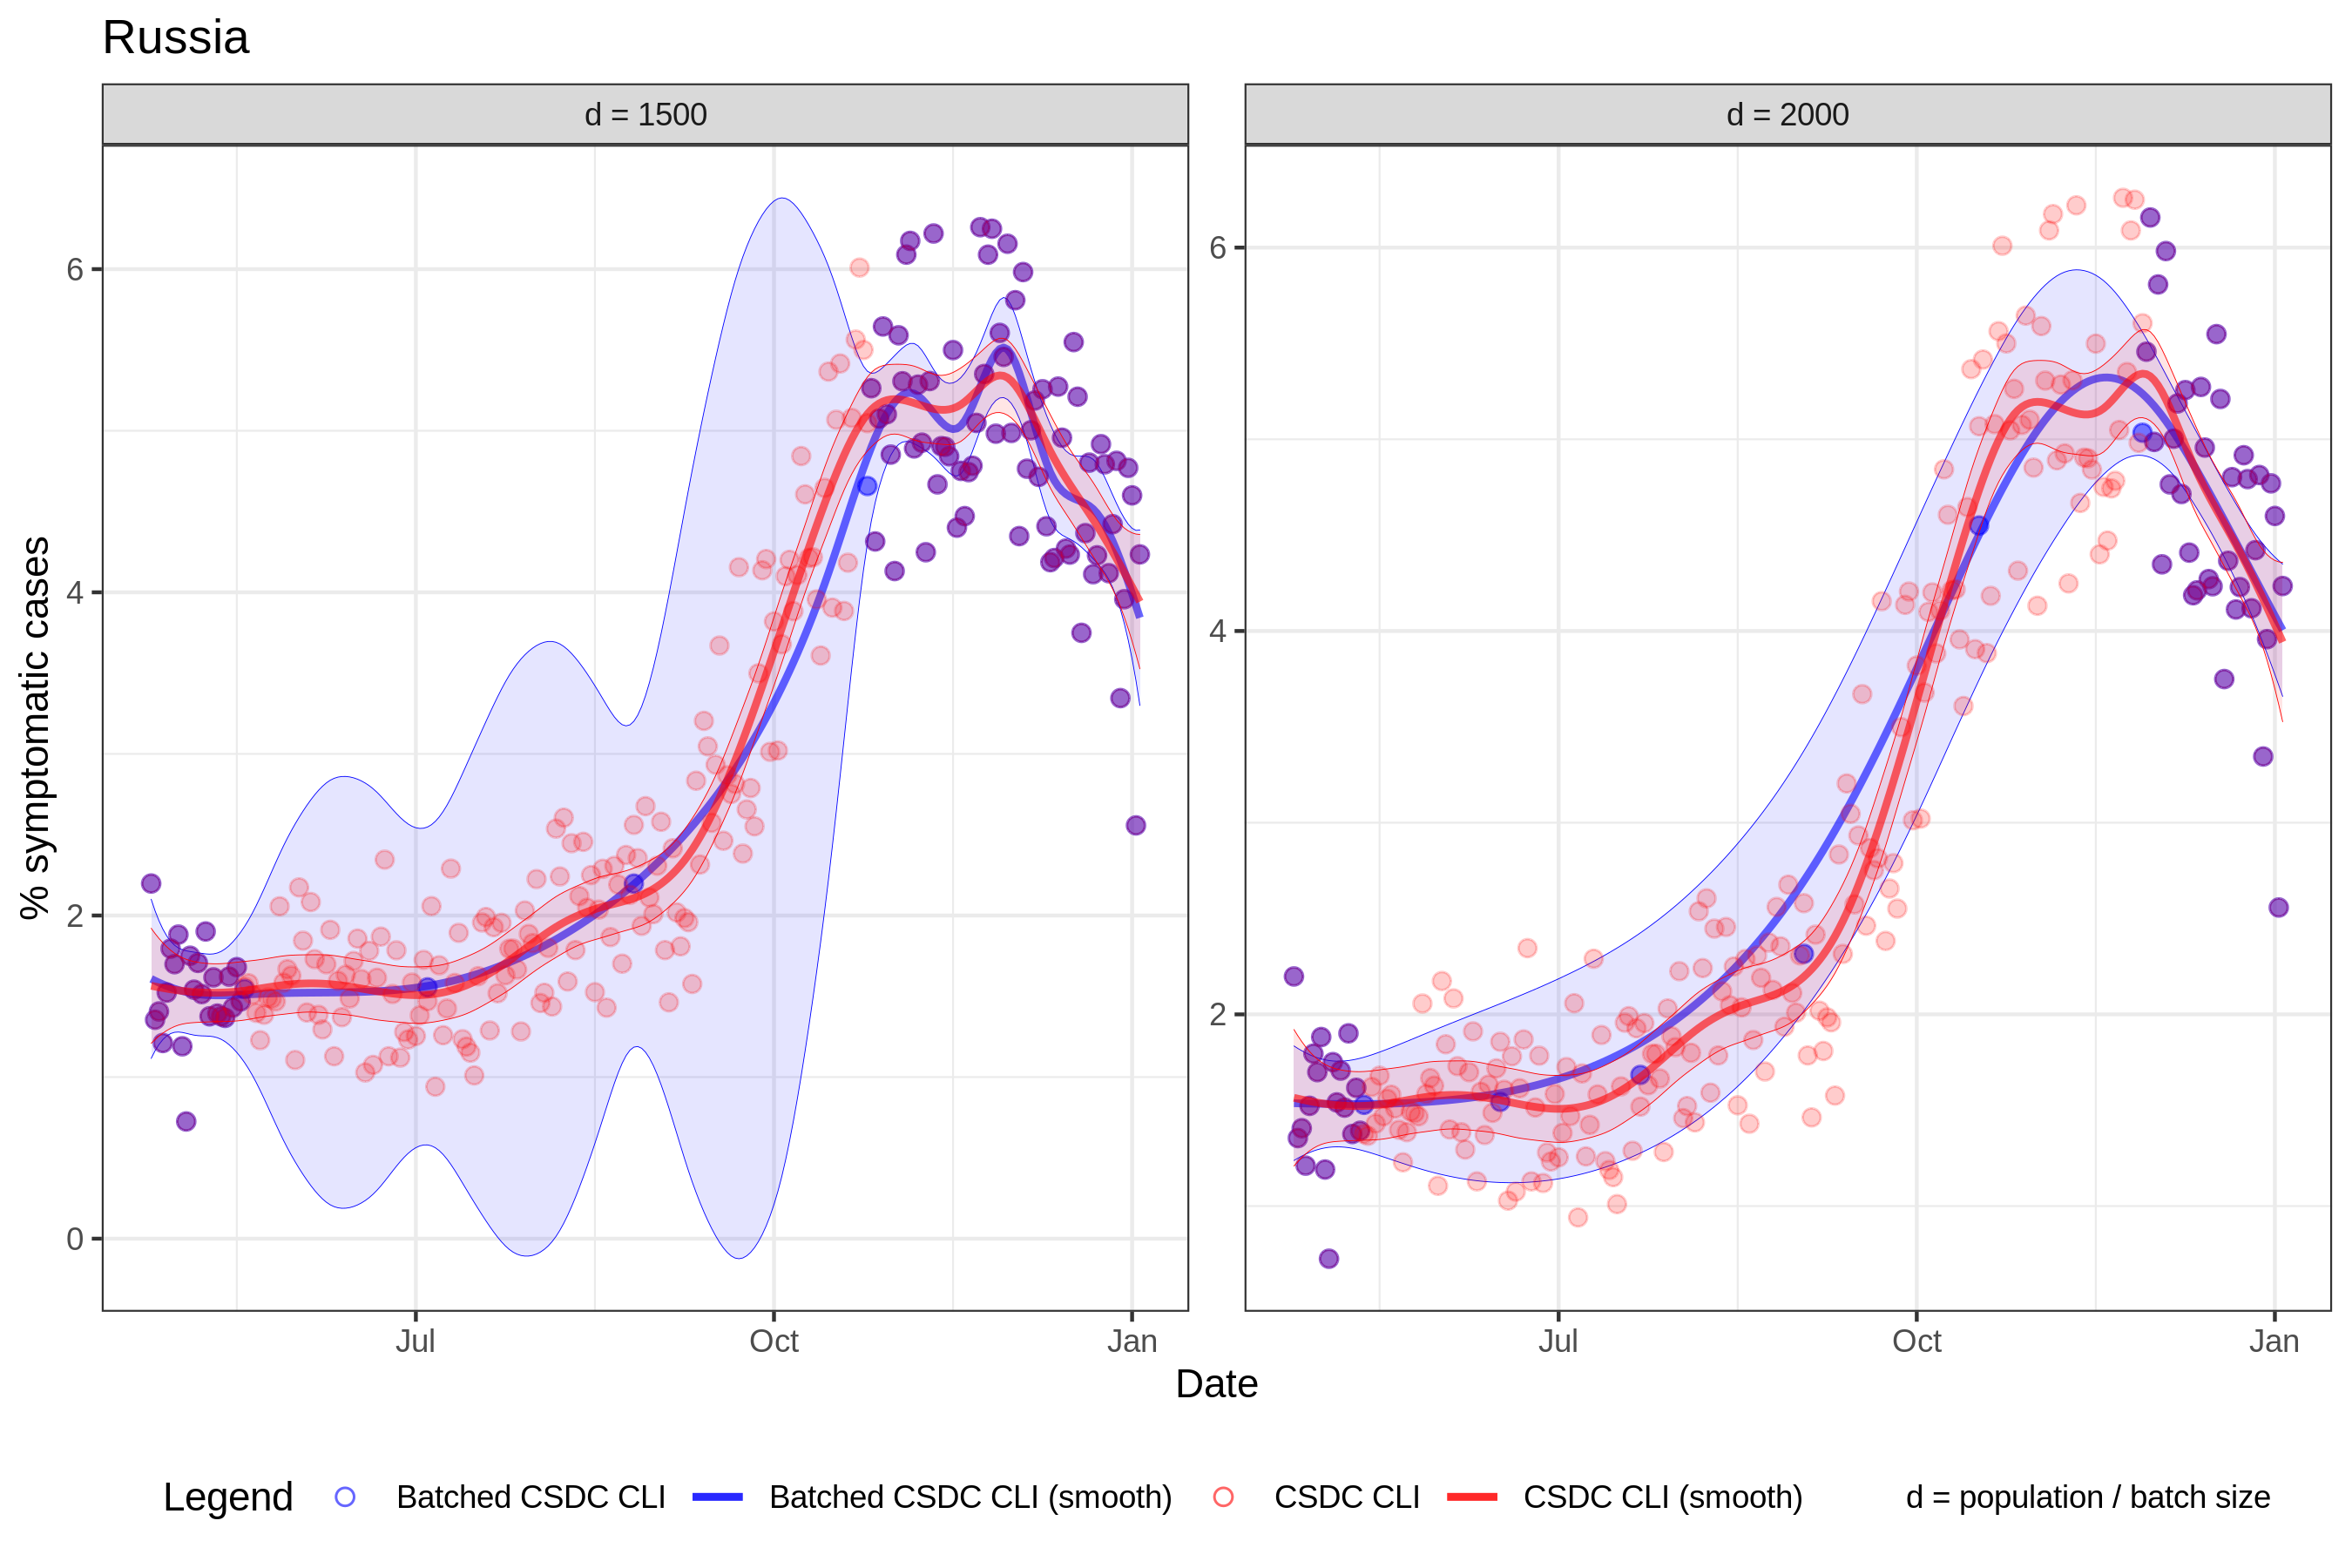 Russia
d = 1500
d = 2000
% symptomatic cases
6
4
2
0
6
4
2
Jul
Oct
Jan
Jul
Oct
Jan
Date
Legend
Batched CSDC CLI
Batched CSDC CLI (smooth)
CSDC CLI
CSDC CLI (smooth)
d = population / batch size